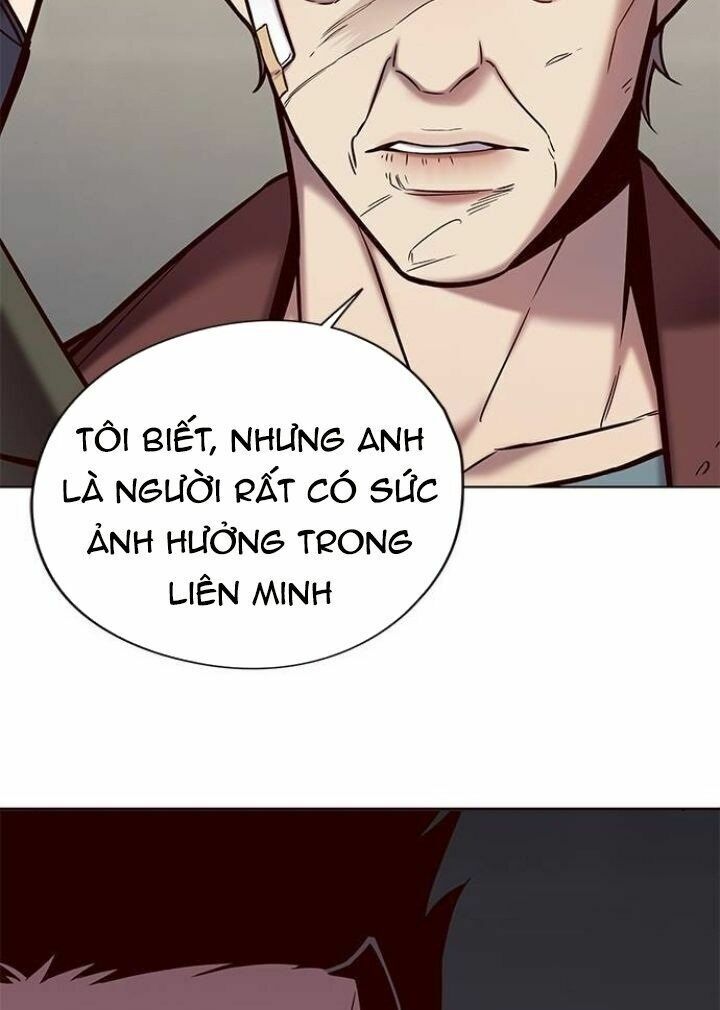 TÔI BIẾT, NHƯNG ANH
LÀ NGƯỜI RẤT CÓ SỨC
ẢNH HƯỞNG TRONG
LIÊN MINH